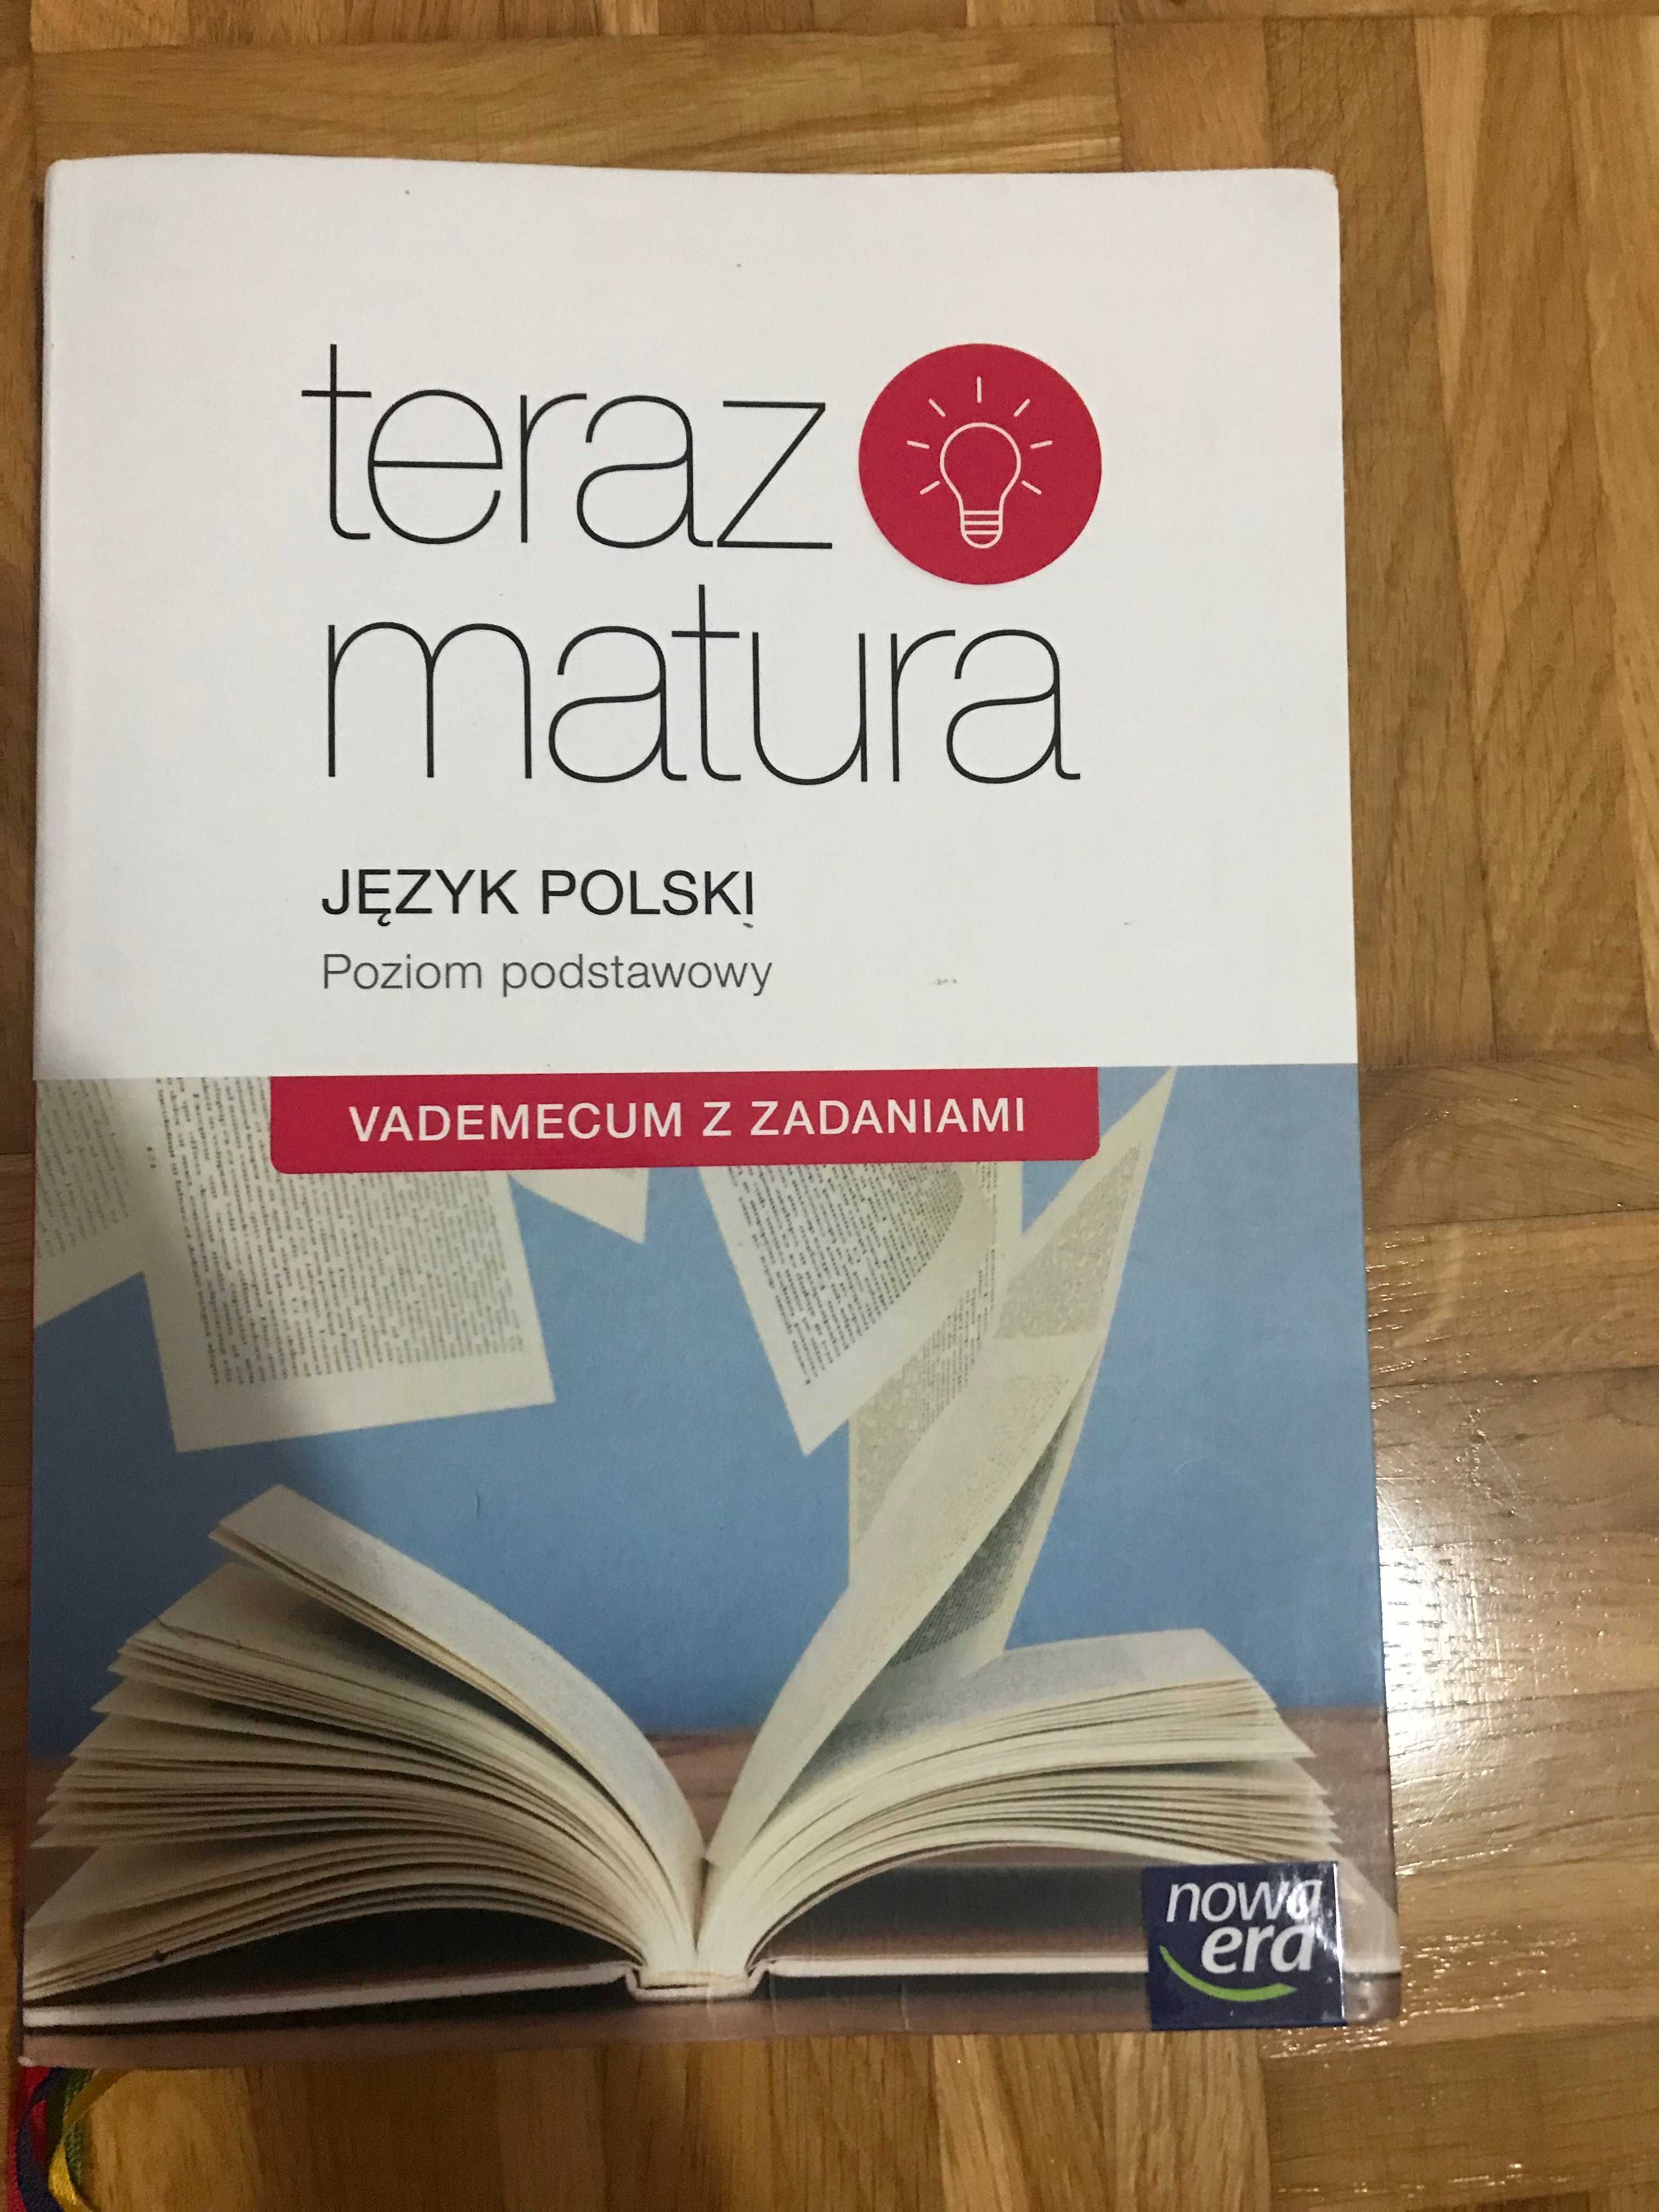 teraz
matura
JĘZYK POLSKI
Poziom podstawowy
VADEMECUM Z ZADANIAMI
nowa
era